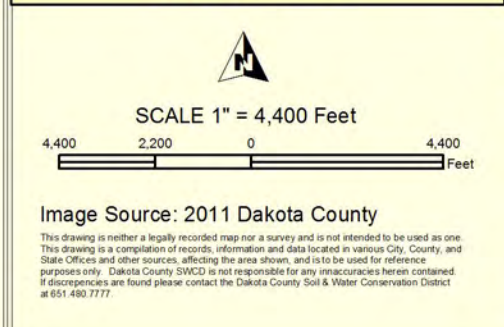 N
SCALE 1" = 4,400 Feet
4,400 2,200 0 4,400
Feet
Image Source: 2011 Dakota County
This drawing is neither a legally recorded map nor a survey and is not intended to be used as one.
This drawing is a compilation of records, information and data located in various City, County, and
State Offices and other sources, affecting the area shown, and is to be used for reference
purposes only. Dakota County SWCD is not responsible for any innaccuracies herein contained.
If discrepencies are found please contact the Dakota County Soil & Water Conservation District
at 651.480.7777.